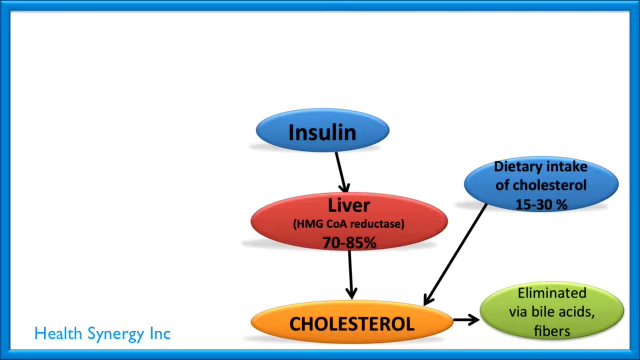 Insulin
Dietary intake
of cholesterol
15-30 %
Liver
(HMG CoA reductase)
70-85%
Eliminated
via bile acids,
fibers
CHOLESTEROL
Health Synergy Inc